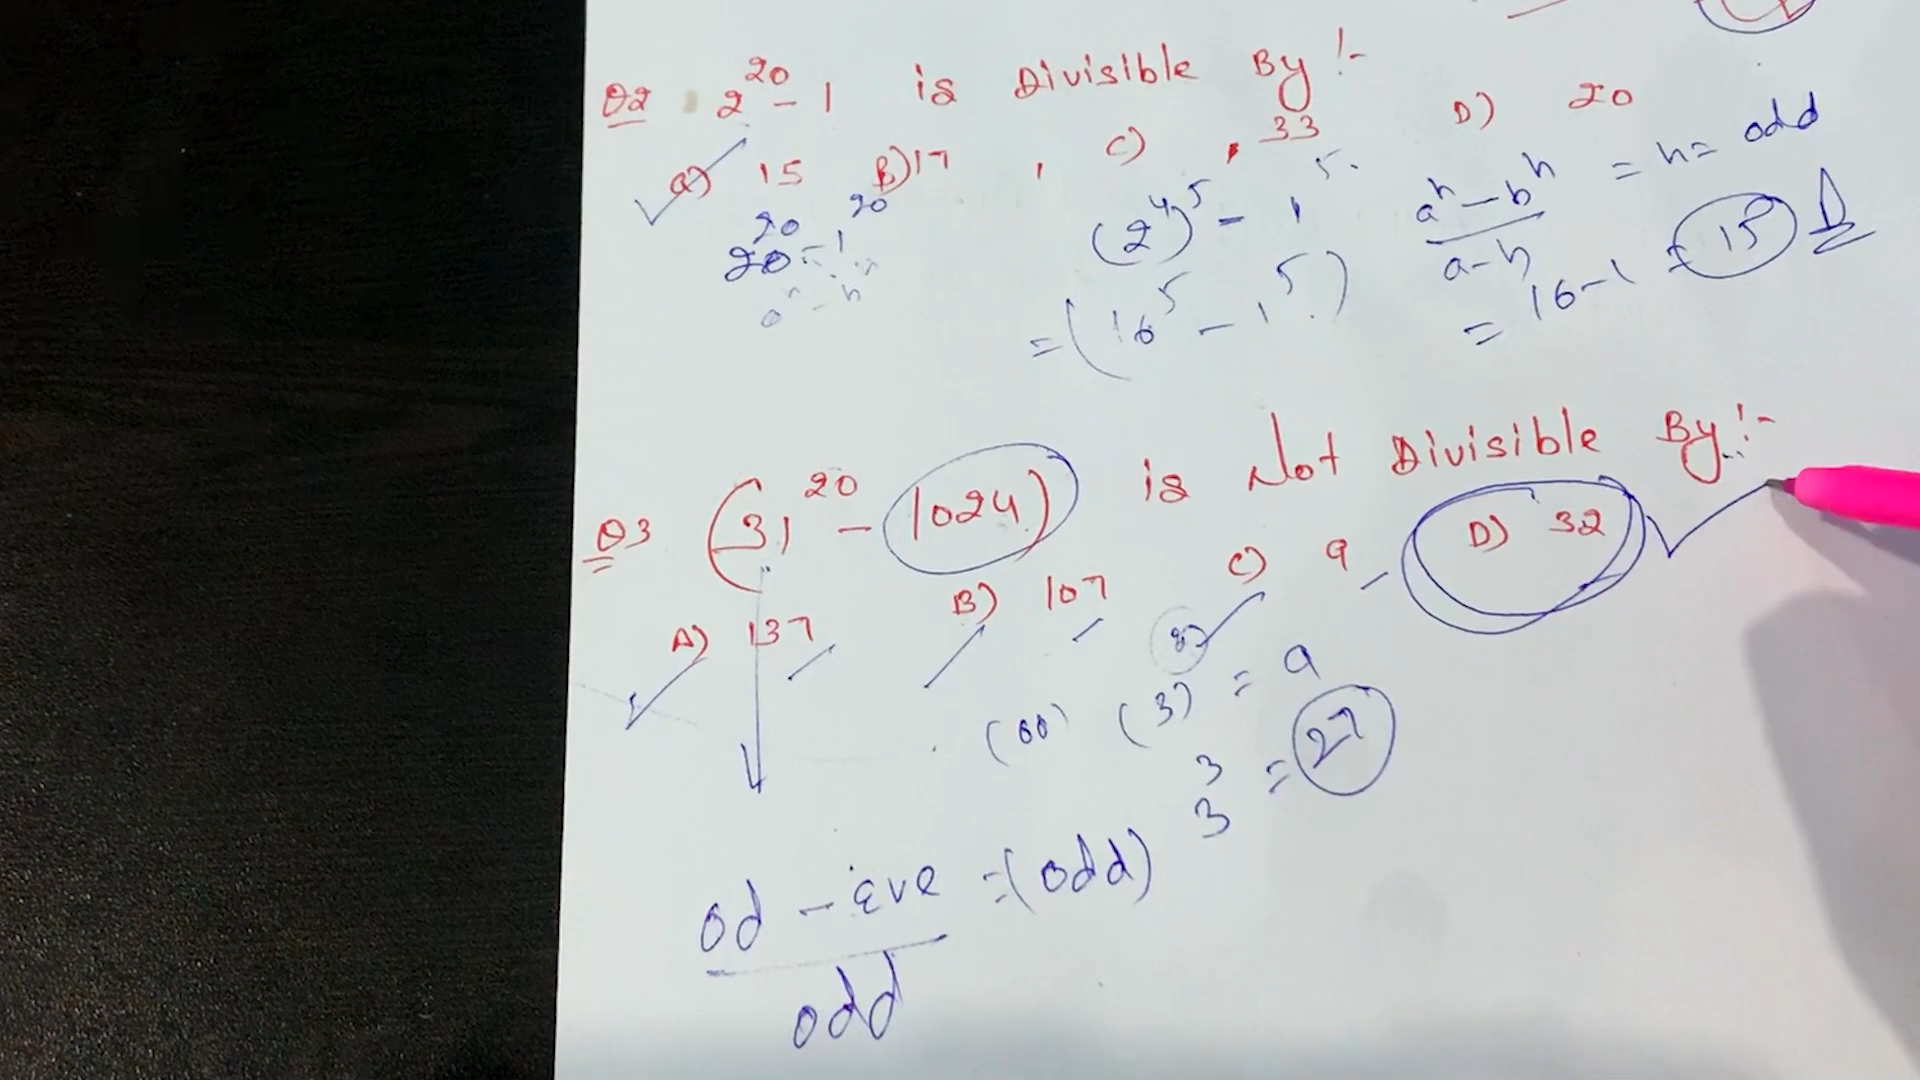 Q2 2^20 - 1 is Divisible By :-
a) 15 B) 17 , C) 33 D) 20
20^20 - 1^20
a^n - b^n
(2^4)^5 - 1^5
a^n - b^n / a - b = n = odd
= (16^5 - 1^5)
= 16 - 1 = 15
Q3 (31^20 - 1024) is Not Divisible By :-
A) 137 B) 107 C) 9 D) 32
(3) = 9
3^3 = 27
od - eve = (odd)
odd